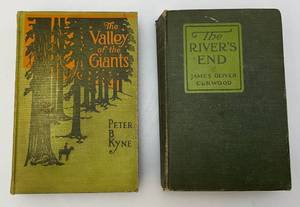 The
Valley
of the
Giants
PETER
B
KYNE
The
RIVER'S
END
JAMES OLIVER
CURWOOD